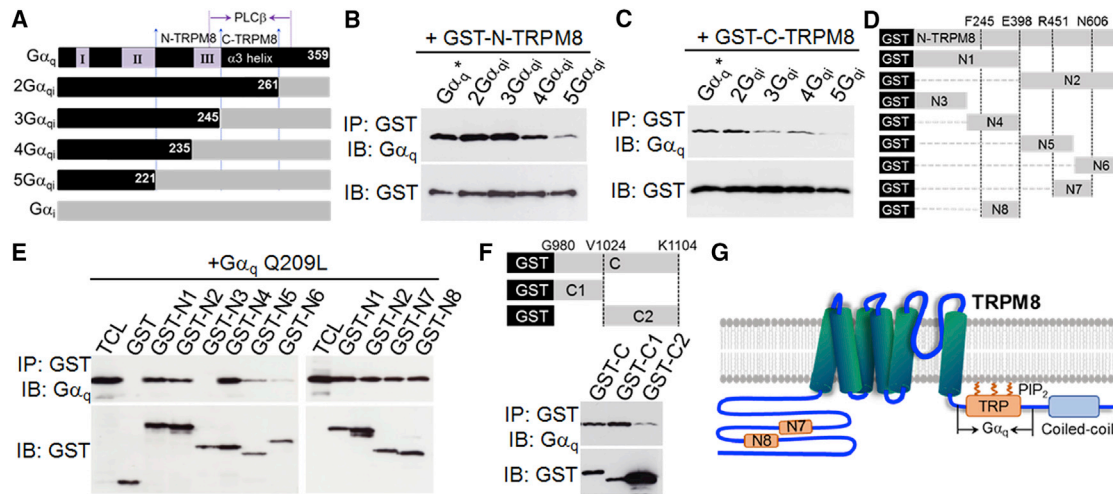 A
PLCβ
N-TRPM8 C-TRPM8
Gαq I II III α3 helix 359
2Gαqi 261
3Gαqi 245
4Gαqi 235
5Gαqi 221
Gαi
B
+ GST-N-TRPM8
Gαq* 2Gαqi 3Gαqi 4Gαqi 5Gαqi
IP: GST
IB: Gαq
IB: GST
C
+ GST-C-TRPM8
Gαq* 2Gqi 3Gqi 4Gqi 5Gqi
IP: GST
IB: Gαq
IB: GST
D
F245 E398 R451 N606
GST N-TRPM8
GST N1
GST N2
GST N3
GST N4
GST N5
GST N6
GST N7
GST N8
E
+Gαq Q209L
TCL GST GST-N1 GST-N2 GST-N3 GST-N4 GST-N5 GST-N6 TCL GST-N1 GST-N2 GST-N7 GST-N8
IP: GST
IB: Gαq
IB: GST
F
G980 V1024 K1104
GST C
GST C1
GST C2
GST-C GST-C1 GST-C2
IP: GST
IB: Gαq
IB: GST
G
TRPM8
PIP2
TRP
N7
N8
Gαq
Coiled-coil